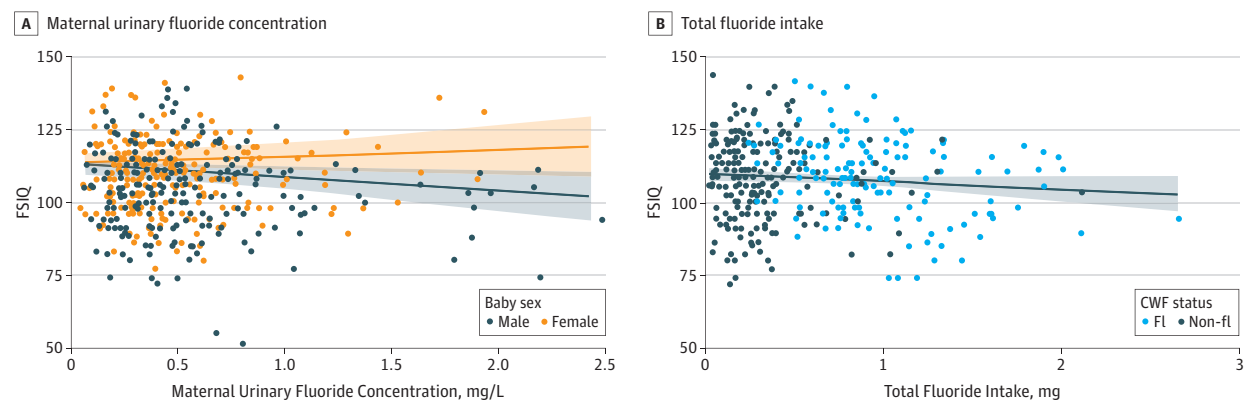 A Maternal urinary fluoride concentration
150
125
100
75
50
FSIQ
0
0.5
1.0
1.5
2.0
2.5
Maternal Urinary Fluoride Concentration, mg/L
Baby sex
Male Female
B Total fluoride intake
150
125
100
75
50
FSIQ
0
1
2
3
Total Fluoride Intake, mg
CWF status
Fl Non-fl